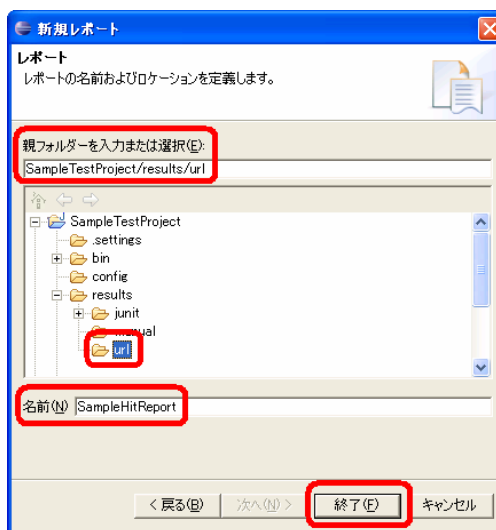 新規レポート
レポート
レポートの名前およびロケーションを定義します。
親フォルダーを入力または選択(E):
SampleTestProject/results/url
SampleTestProject
.settings
bin
config
results
junit
manual
url
名前(N) SampleHitReport
< 戻る(B) 次へ(N) > 終了(F) キャンセル